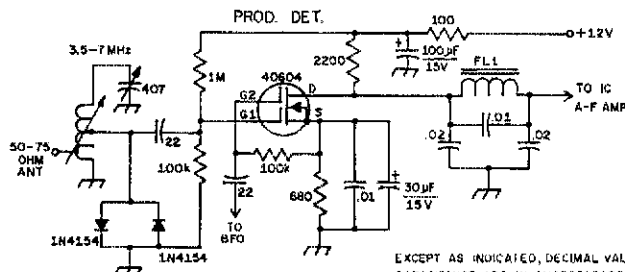 PROD. DET.
3.5-7MHz
407
50-75
OHM
ANT
1N4154
1N4154
22
1M
100k
40604
G2
G1
D
S
100k
22
TO
BFO
680
.01
30µF
15V
2200
100
100µF
15V
+12V
FL1
.01
.02
.02
TO IC
A-F AMP
EXCEPT AS INDICATED, DECIMAL VAL